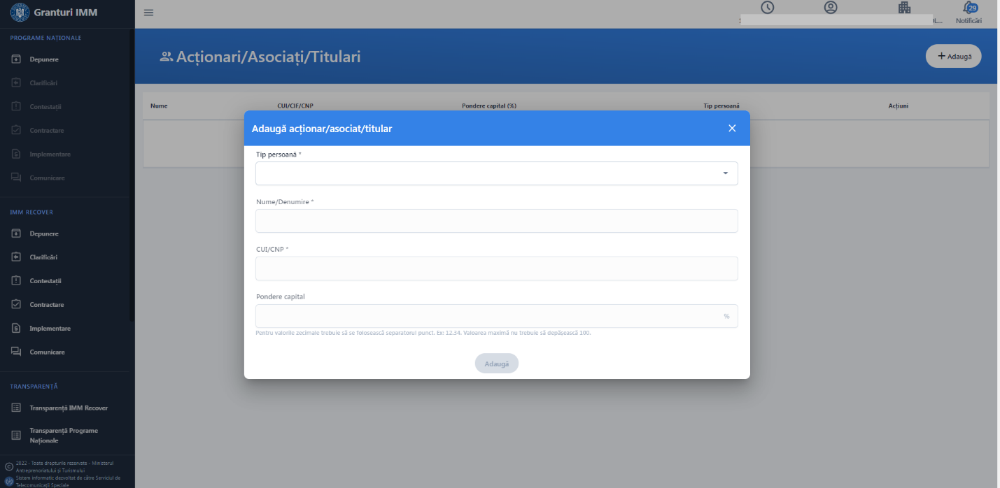 Granturi IMM
29
Notificări
PROGRAME NAȚIONALE
Depunere
Clarificări
Contestații
Contractare
Implementare
Comunicare
IMM RECOVER
Depunere
Clarificări
Contestații
Contractare
Implementare
Comunicare
TRANSPARENȚĂ
Transparență IMM Recover
Transparență Programe
Naționale
2022 - Toate drepturile rezervate - Ministerul
Antreprenoriatului și Turismului
Sistem informatic dezvoltat de către Serviciul de
Telecomunicații Speciale
Acționari/Asociați/Titulari
Adaugă
Nume CUI/CIF/CNP Pondere capital (%) Tip persoană Acțiuni
Adaugă acționar/asociat/titular
Tip persoană *
Nume/Denumire *
CUI/CNP *
Pondere capital
%
Pentru valorile zecimale trebuie să se folosească separatorul punct. Ex: 12.34. Valoarea maximă nu trebuie să depășească 100.
Adaugă